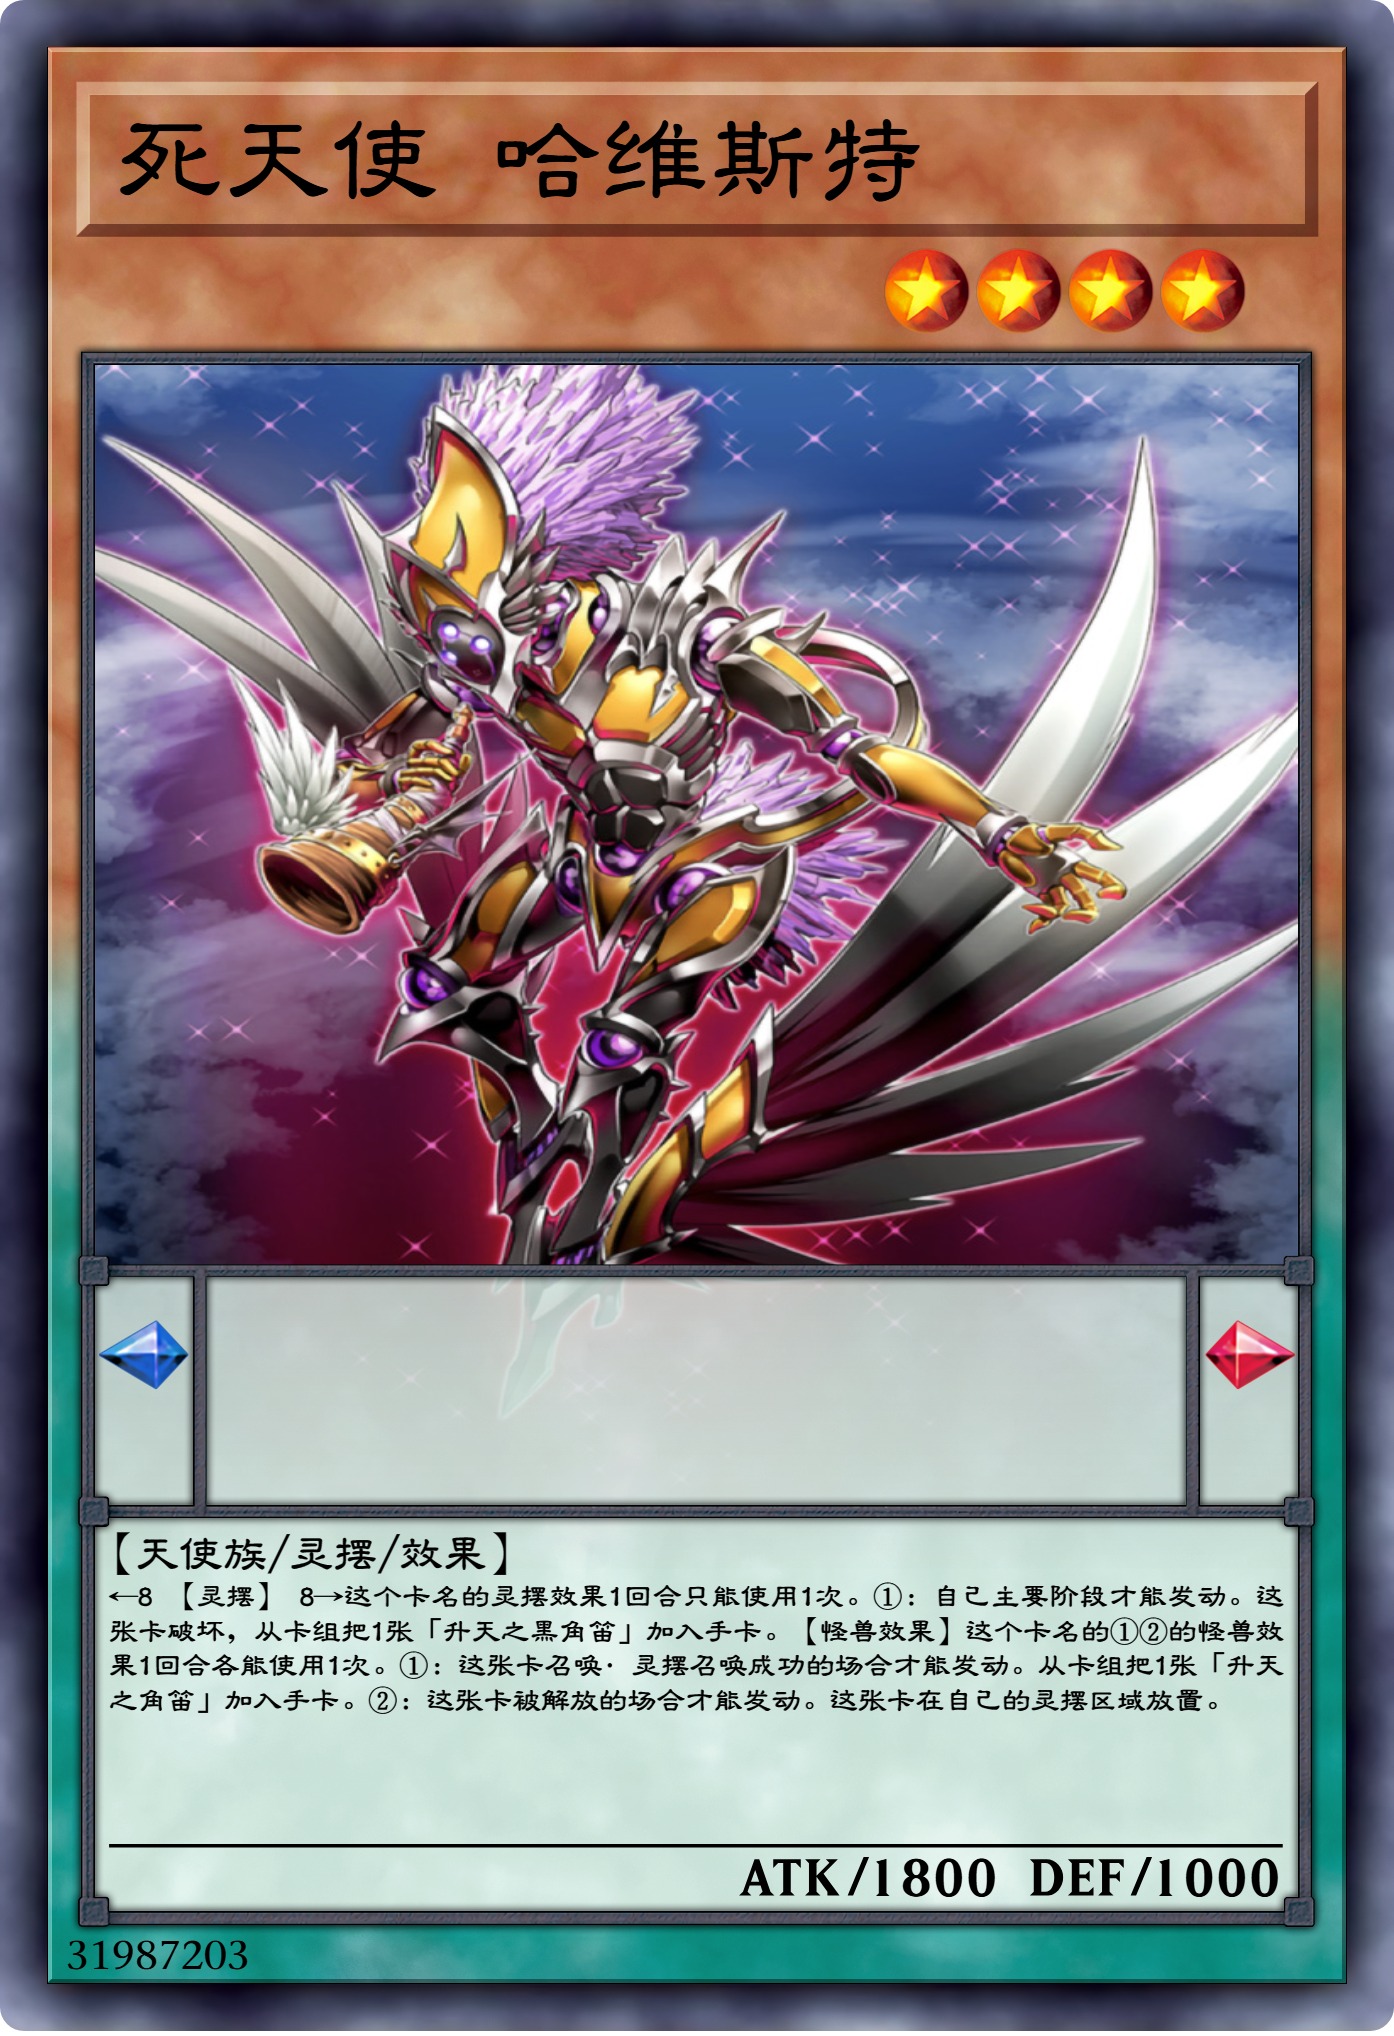 死天使 哈维斯特
【天使族/灵摆/效果】
←8 【灵摆】 8→这个卡名的灵摆效果1回合只能使用1次。①：自己主要阶段才能发动。这
张卡破坏，从卡组把1张「升天之黑角笛」加入手卡。【怪兽效果】这个卡名的①②的怪兽效
果1回合各能使用1次。①：这张卡召唤·灵摆召唤成功的场合才能发动。从卡组把1张「升天
之角笛」加入手卡。②：这张卡被解放的场合才能发动。这张卡在自己的灵摆区域放置。
ATK/1800 DEF/1000
31987203